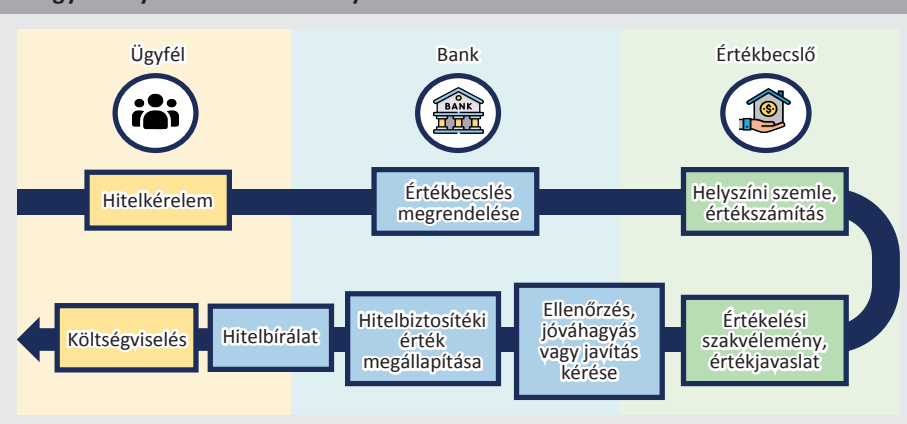 Ügyfél
Bank
Értékbecslő
BANK
Hitelkérelem
Értékbecslés
megrendelése
Helyszíni szemle,
értékszámítás
Költségviselés
Hitelbírálat
Hitelbiztosítéki
érték
megállapítása
Ellenőrzés,
jóváhagyás
vagy javítás
kérése
Értékelési
szakvélemény,
értékjavaslat